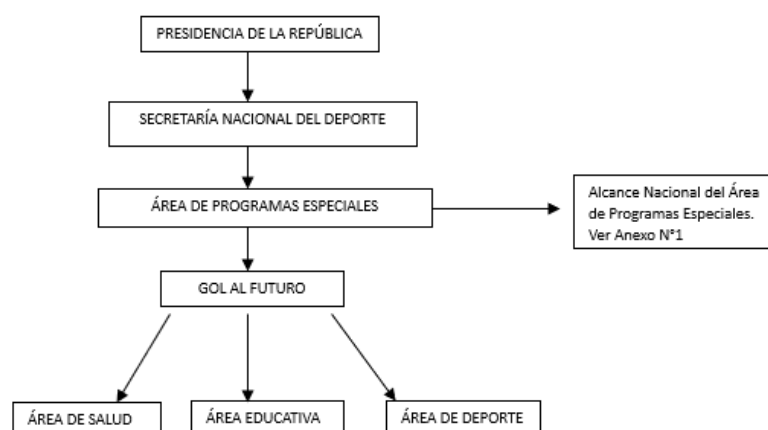 PRESIDENCIA DE LA REPÚBLICA
SECRETARÍA NACIONAL DEL DEPORTE
ÁREA DE PROGRAMAS ESPECIALES
Alcance Nacional del Área
de Programas Especiales.
Ver Anexo N°1
GOL AL FUTURO
ÁREA DE SALUD
ÁREA EDUCATIVA
ÁREA DE DEPORTE